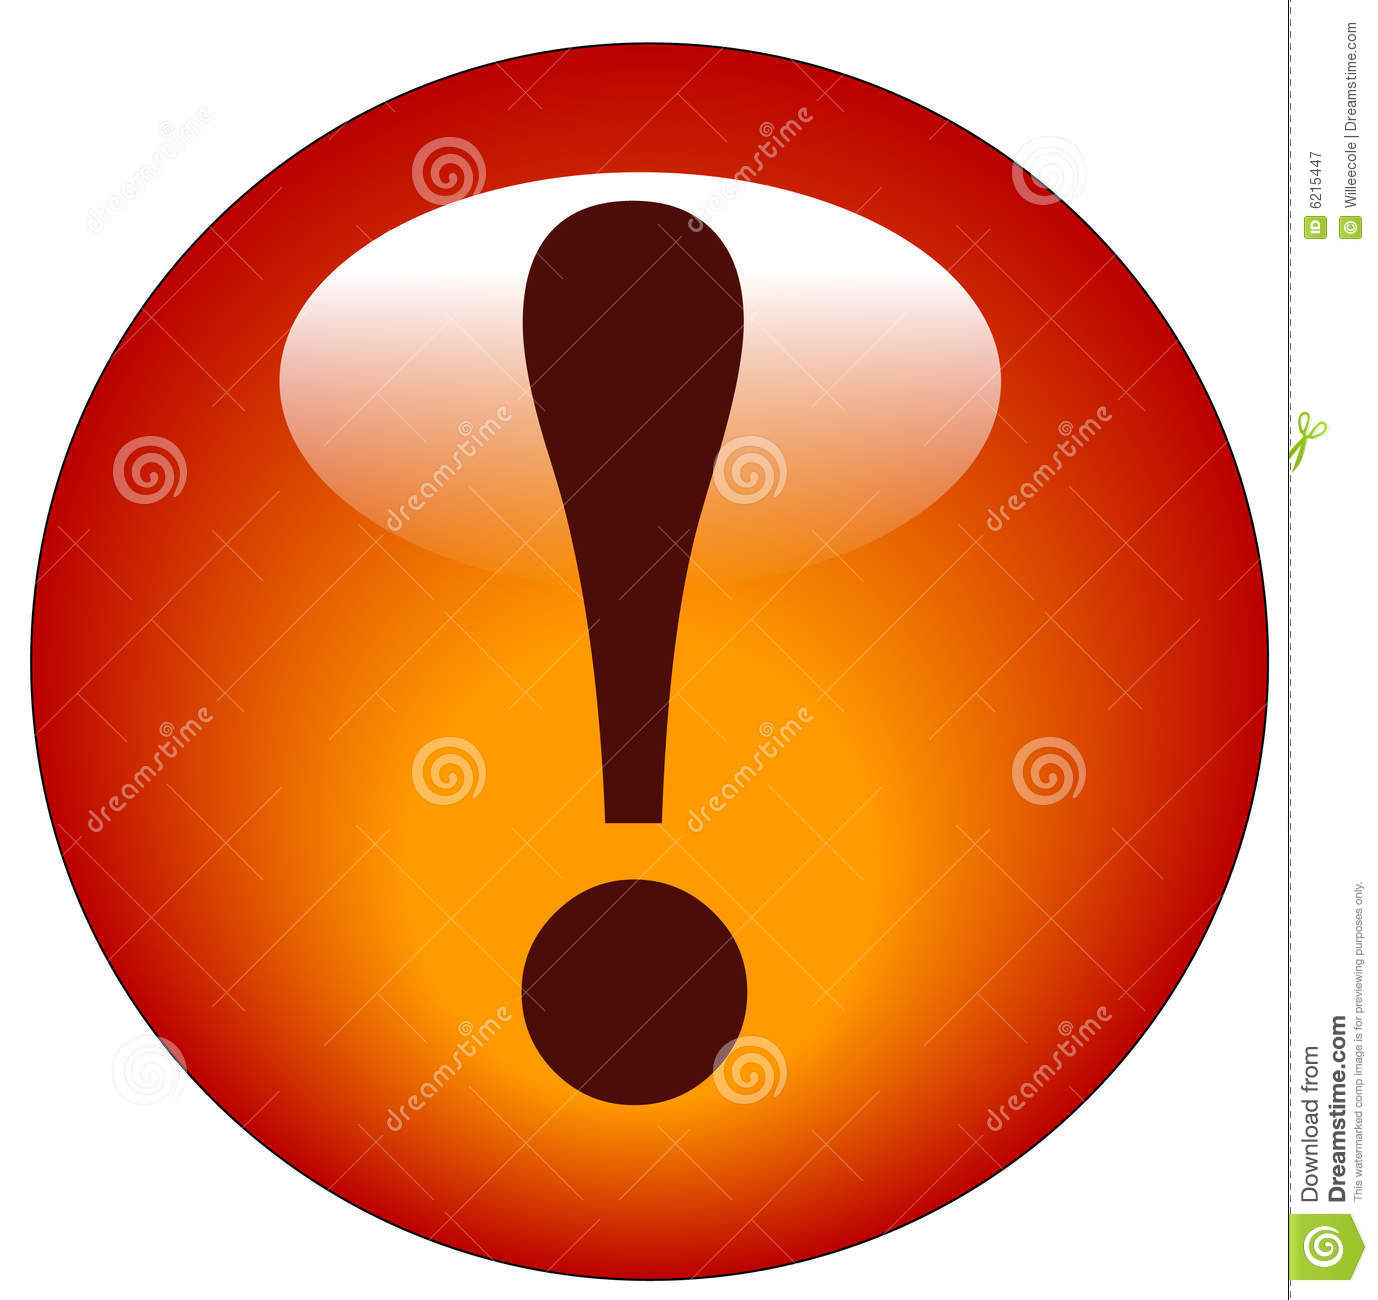 !
dreamstime
dreamstime
dreamstime
dreamstime
dreamstime
dreamstime
dreamstime
dreamstime
dreamstime
ID 6215447
© Willeecole | Dreamstime.com
Download from
Dreamstime.com
This watermarked comp image is for previewing purposes only.